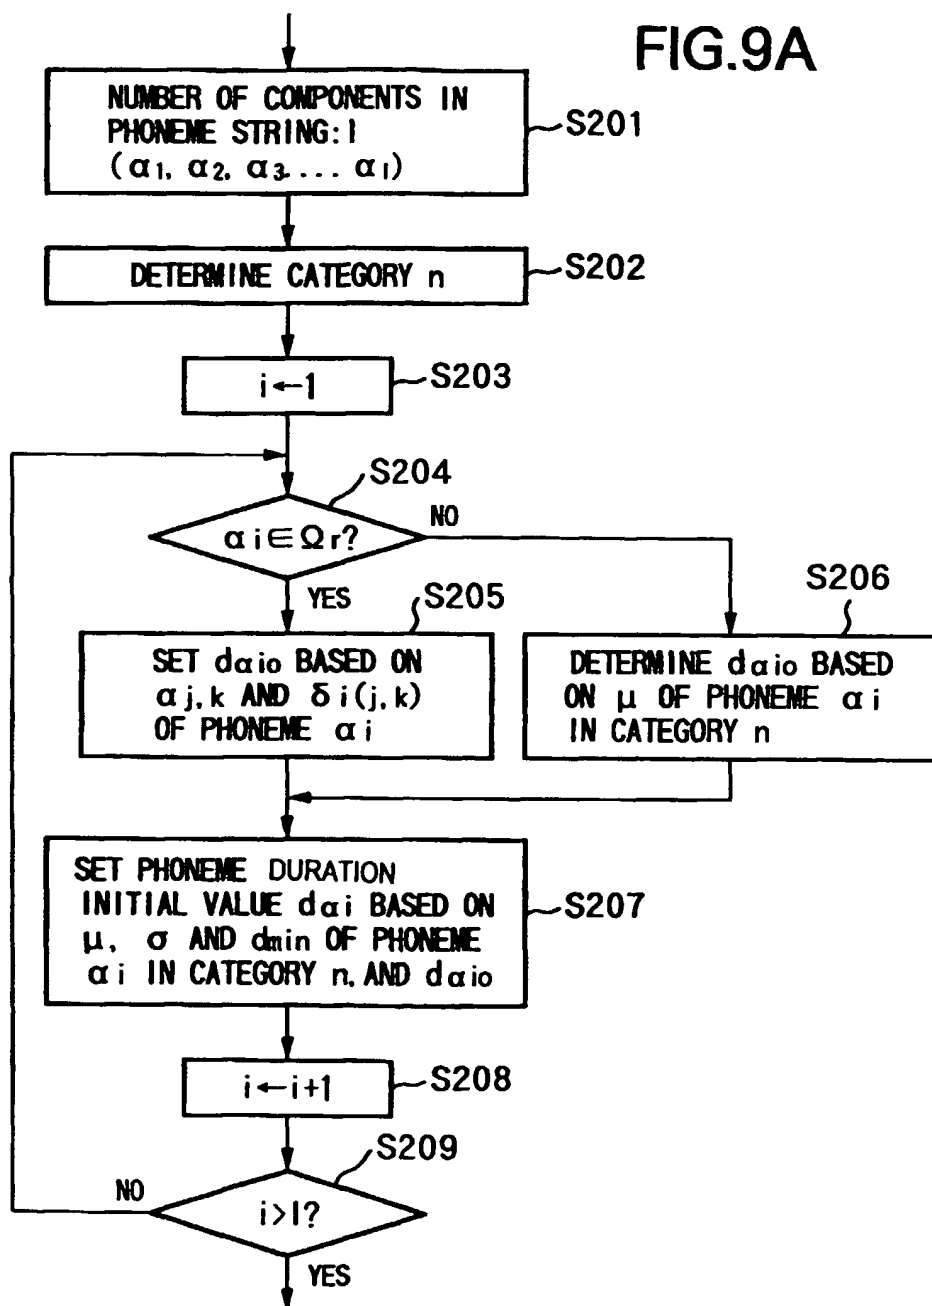 FIG.9A
NUMBER OF COMPONENTS IN
PHONEME STRING: I
(α1, α2, α3.... αI)
S201
DETERMINE CATEGORY n
S202
i←1
S203
S204
αi∈Ωr?
NO
YES
S205
SET dαio BASED ON
αj,k AND δi(j,k)
OF PHONEME αi
S206
DETERMINE dαio BASED
ON μ OF PHONEME αi
IN CATEGORY n
SET PHONEME DURATION
INITIAL VALUE dαi BASED ON
μ, σ AND dmin OF PHONEME
αi IN CATEGORY n, AND dαio
S207
i←i+1
S208
S209
i>I?
NO
YES